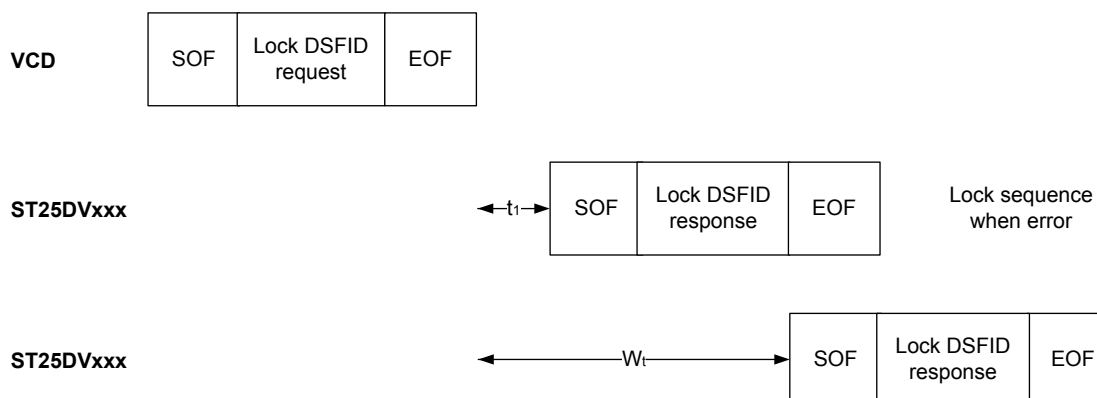 VCD
SOF
Lock DSFID
request
EOF
ST25DVxxx
t1
SOF
Lock DSFID
response
EOF
Lock sequence
when error
ST25DVxxx
Wt
SOF
Lock DSFID
response
EOF